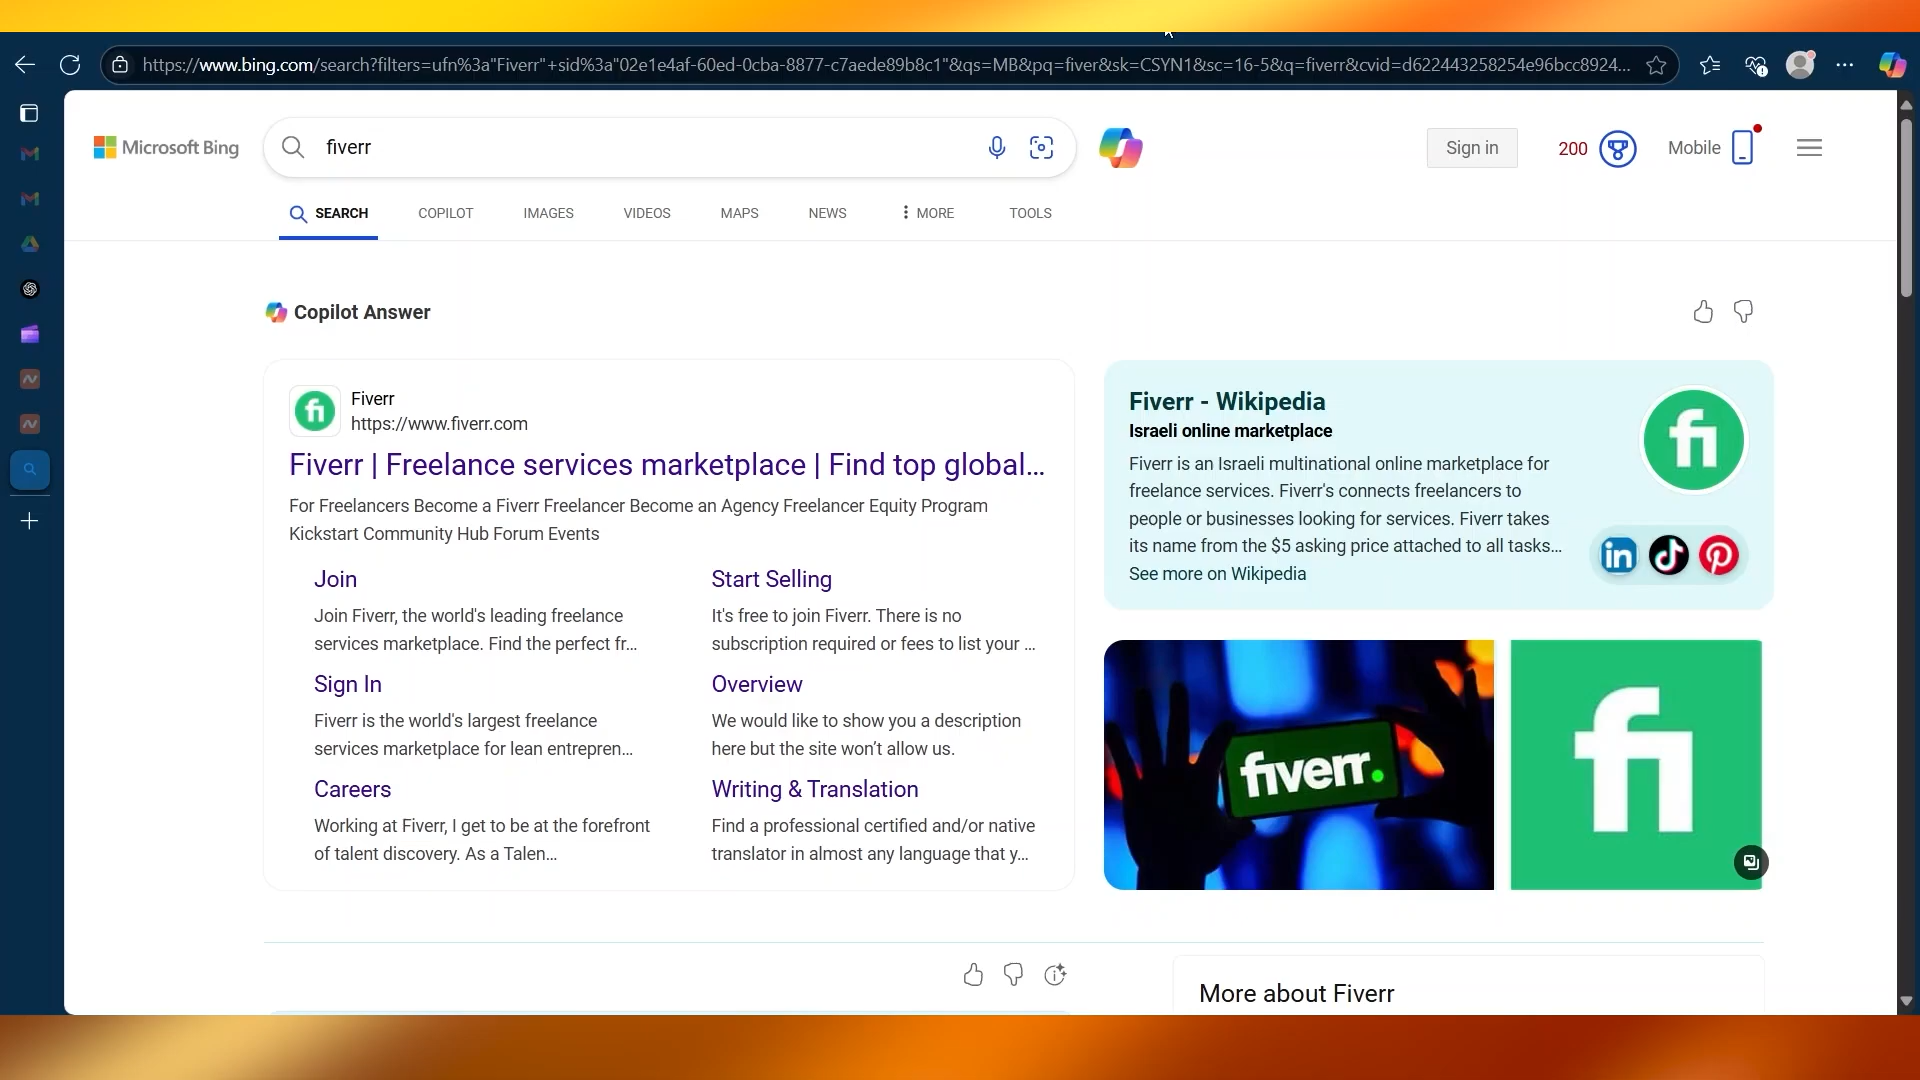 https://www.bing.com/search?filters=ufn%3a"Fiverr"+sid%3a"02e1e4af-60ed-0cba-8877-c7aede89b8c1"&qs=MB&pq=fiver&sk=CSYN1&sc=16-5&q=fiverr&cvid=d622443258254e96bcc8924...
Microsoft Bing
fiverr
Sign in
200
Mobile
SEARCH
COPILOT
IMAGES
VIDEOS
MAPS
NEWS
MORE
TOOLS
Copilot Answer
fi
Fiverr
https://www.fiverr.com
Fiverr | Freelance services marketplace | Find top global...
For Freelancers Become a Fiverr Freelancer Become an Agency Freelancer Equity Program
Kickstart Community Hub Forum Events
Join
Join Fiverr, the world's leading freelance
services marketplace. Find the perfect fr...
Start Selling
It's free to join Fiverr. There is no
subscription required or fees to list your ...
Sign In
Fiverr is the world's largest freelance
services marketplace for lean entrepren...
Overview
We would like to show you a description
here but the site won’t allow us.
Careers
Working at Fiverr, I get to be at the forefront
of talent discovery. As a Talen...
Writing & Translation
Find a professional certified and/or native
translator in almost any language that y...
Fiverr - Wikipedia
Israeli online marketplace
Fiverr is an Israeli multinational online marketplace for
freelance services. Fiverr's connects freelancers to
people or businesses looking for services. Fiverr takes
its name from the $5 asking price attached to all tasks...
See more on Wikipedia
fi
in
fiverr.
fi
More about Fiverr